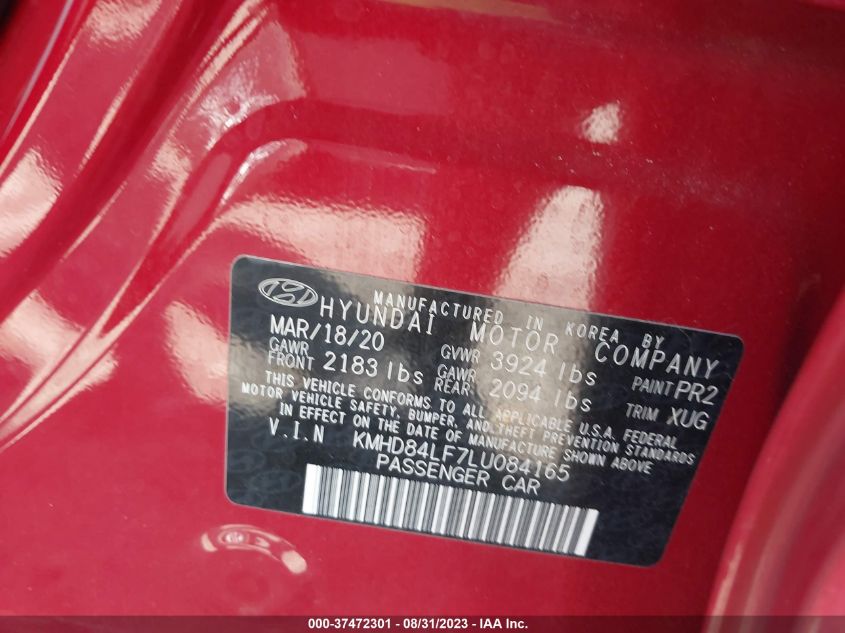 MANUFACTURED IN KOREA BY
HYUNDAI MOTOR COMPANY
MAR/18/20
GAWR FRONT 2183 lbs
GVWR 3924 lbs
GAWR REAR 2094 lbs
PAINT PR2
TRIM XUG
THIS VEHICLE CONFORMS TO ALL APPLICABLE U.S.A. FEDERAL
MOTOR VEHICLE SAFETY, BUMPER, AND THEFT PREVENTION STANDARDS
IN EFFECT ON THE DATE OF MANUFACTURE SHOWN ABOVE.
V.I.N KMHD84LF7LU084165
PASSENGER CAR
000-37472301 - 08/31/2023 - IAA Inc.